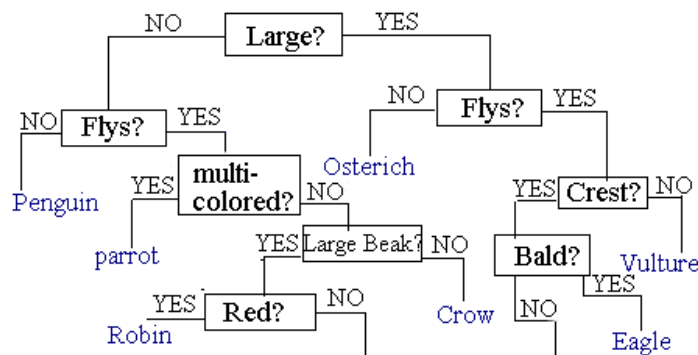 NO Large? YES
NO Flys? YES NO Flys? YES
Penguin YES multi-colored? NO Osterich YES Crest? NO
parrot YES Large Beak? NO Bald? Vulture
YES Red? NO Crow NO YES
Robin Eagle